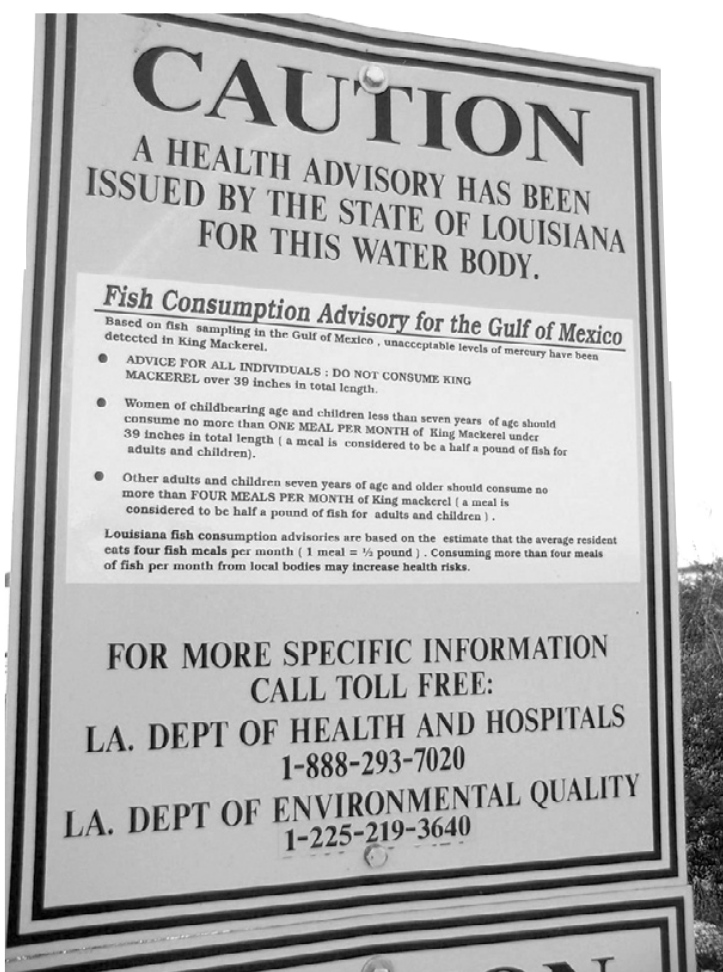 CAUTION
A HEALTH ADVISORY HAS BEEN
ISSUED BY THE STATE OF LOUISIANA
FOR THIS WATER BODY.
Fish Consumption Advisory for the Gulf of Mexico
Based on fish sampling in the Gulf of Mexico , unacceptable levels of mercury have been
detected in King Mackerel.
● ADVICE FOR ALL INDIVIDUALS : DO NOT CONSUME KING
MACKEREL over 39 inches in total length.
● Women of childbearing age and children less than seven years of age should
consume no more than ONE MEAL PER MONTH of King Mackerel under
39 inches in total length ( a meal is considered to be a half a pound of fish for
adults and children).
● Other adults and children seven years of age and older should consume no
more than FOUR MEALS PER MONTH of King mackerel ( a meal is
considered to be half a pound of fish for adults and children ) .
Louisiana fish consumption advisories are based on the estimate that the average resident
eats four fish meals per month ( 1 meal = ½ pound ) . Consuming more than four meals
of fish per month from local bodies may increase health risks.
FOR MORE SPECIFIC INFORMATION
CALL TOLL FREE:
LA. DEPT OF HEALTH AND HOSPITALS
1-888-293-7020
LA. DEPT OF ENVIRONMENTAL QUALITY
1-225-219-3640